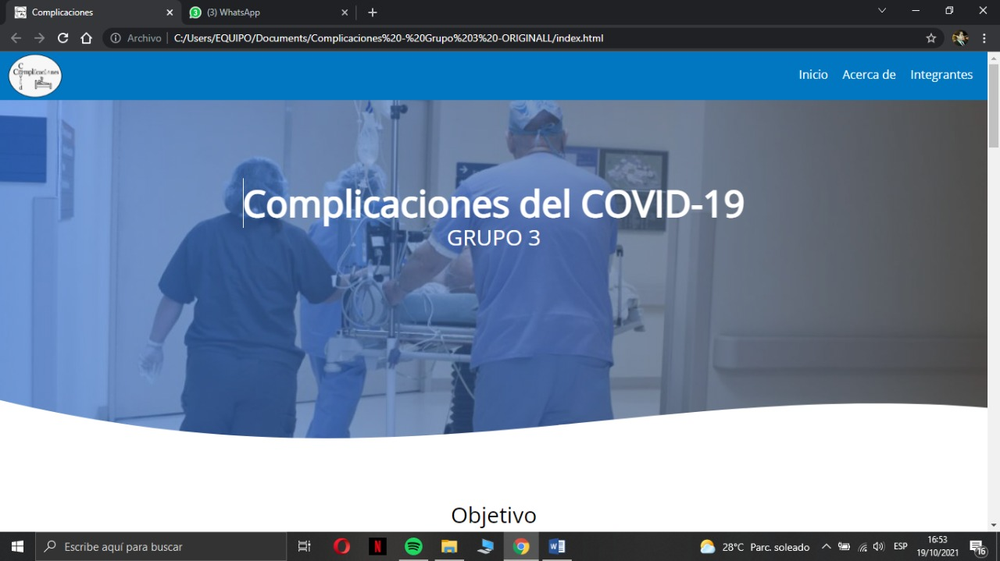 Complicaciones
(3) WhatsApp
Archivo
C:/Users/EQUIPO/Documents/Complicaciones%20-%20Grupo%203%20-ORIGINALL/index.html
Complicaciones
Covid
Inicio Acerca de Integrantes
Complicaciones del COVID-19
GRUPO 3
Objetivo
Escribe aquí para buscar
28°C Parc. soleado
ESP
16:53
19/10/2021
16